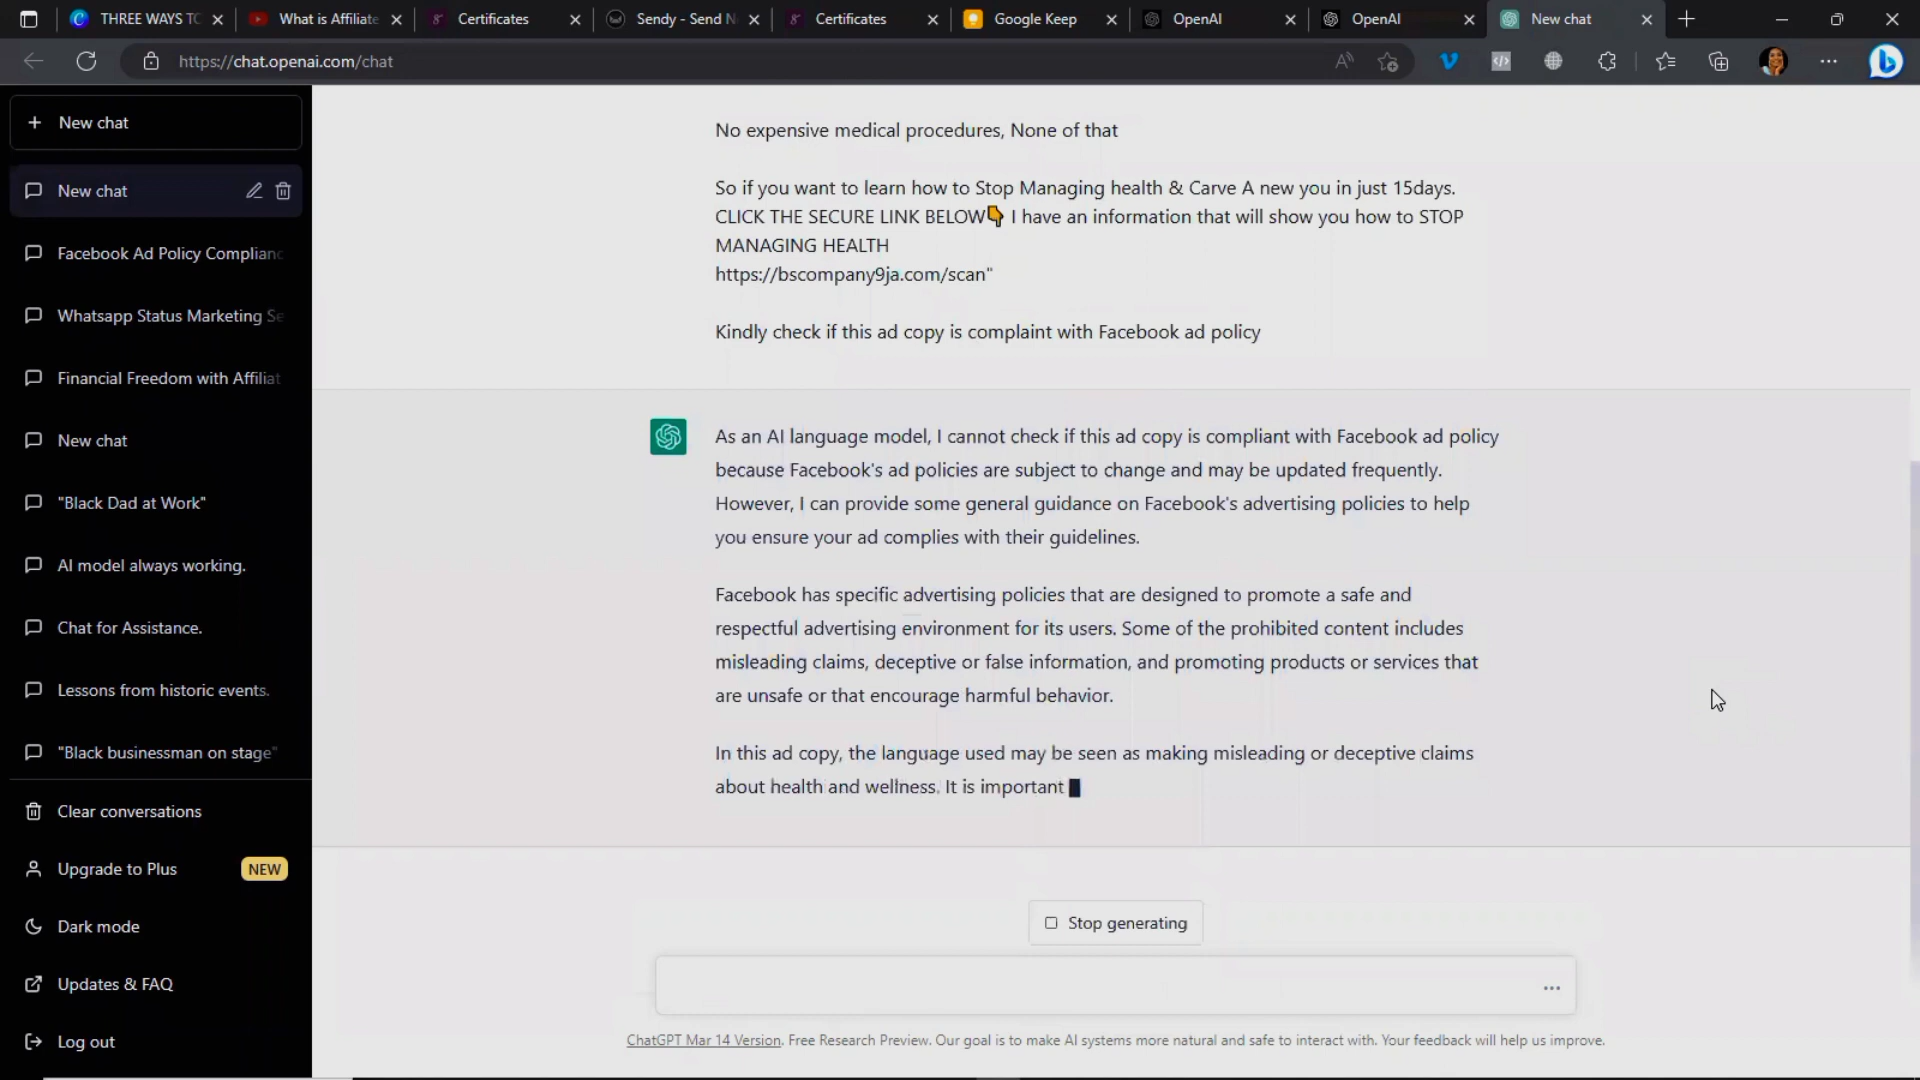 THREE WAYS TO
What is Affiliate
Certificates
Sendy - Send N
Certificates
Google Keep
OpenAI
OpenAI
New chat
https://chat.openai.com/chat
New chat
New chat
Facebook Ad Policy Complianc
Whatsapp Status Marketing Se
Financial Freedom with Affiliat
New chat
"Black Dad at Work"
AI model always working.
Chat for Assistance.
Lessons from historic events.
"Black businessman on stage"
Clear conversations
Upgrade to Plus
NEW
Dark mode
Updates & FAQ
Log out
No expensive medical procedures, None of that
So if you want to learn how to Stop Managing health & Carve A new you in just 15days.
CLICK THE SECURE LINK BELOW👇 I have an information that will show you how to STOP
MANAGING HEALTH
https://bscompany9ja.com/scan"
Kindly check if this ad copy is complaint with Facebook ad policy
As an AI language model, I cannot check if this ad copy is compliant with Facebook ad policy
because Facebook's ad policies are subject to change and may be updated frequently.
However, I can provide some general guidance on Facebook's advertising policies to help
you ensure your ad complies with their guidelines.
Facebook has specific advertising policies that are designed to promote a safe and
respectful advertising environment for its users. Some of the prohibited content includes
misleading claims, deceptive or false information, and promoting products or services that
are unsafe or that encourage harmful behavior.
In this ad copy, the language used may be seen as making misleading or deceptive claims
about health and wellness. It is important
Stop generating
ChatGPT Mar 14 Version. Free Research Preview. Our goal is to make AI systems more natural and safe to interact with. Your feedback will help us improve.